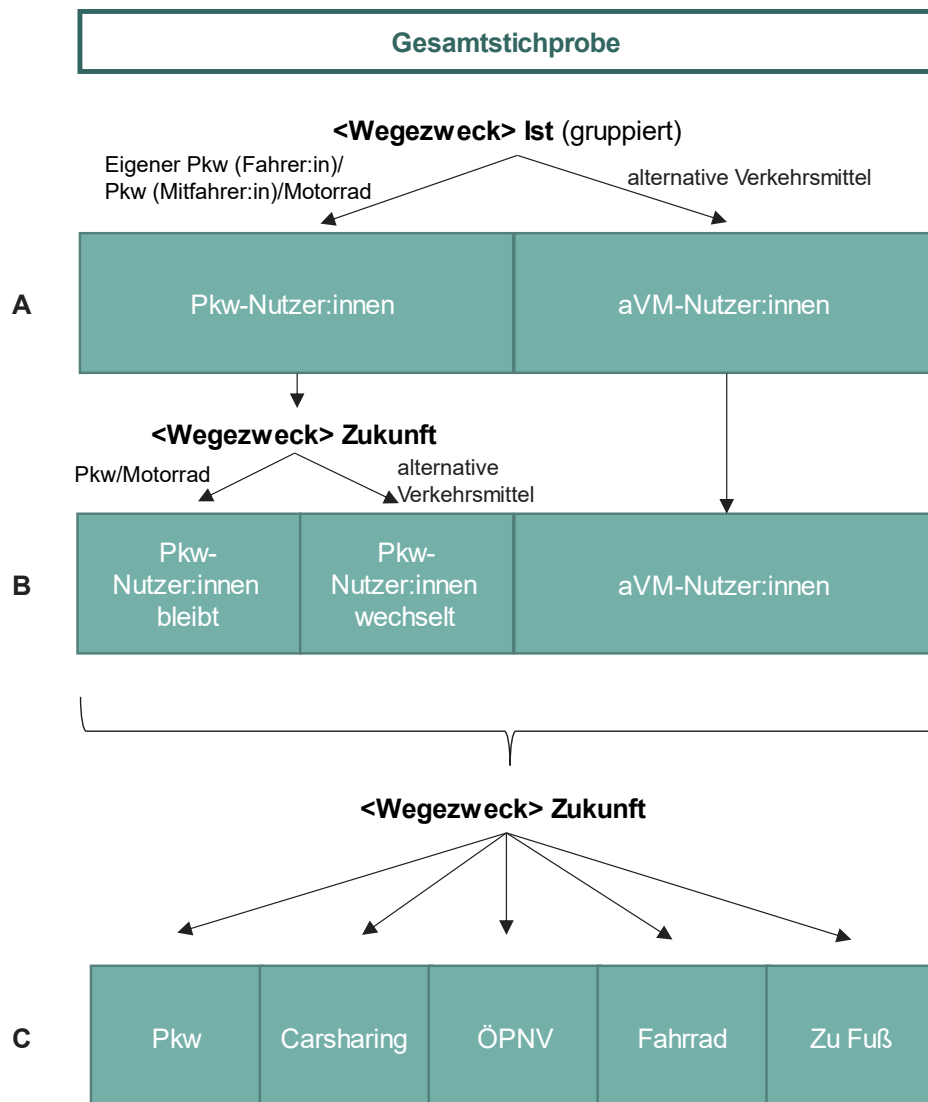 Gesamtstichprobe
<Wegezweck> Ist (gruppiert)
Eigener Pkw (Fahrer:in)/
Pkw (Mitfahrer:in)/Motorrad
alternative Verkehrsmittel
A
Pkw-Nutzer:innen
aVM-Nutzer:innen
<Wegezweck> Zukunft
Pkw/Motorrad
alternative
Verkehrsmittel
B
Pkw-
Nutzer:innen
bleibt
Pkw-
Nutzer:innen
wechselt
aVM-Nutzer:innen
<Wegezweck> Zukunft
C
Pkw
Carsharing
ÖPNV
Fahrrad
Zu Fuß